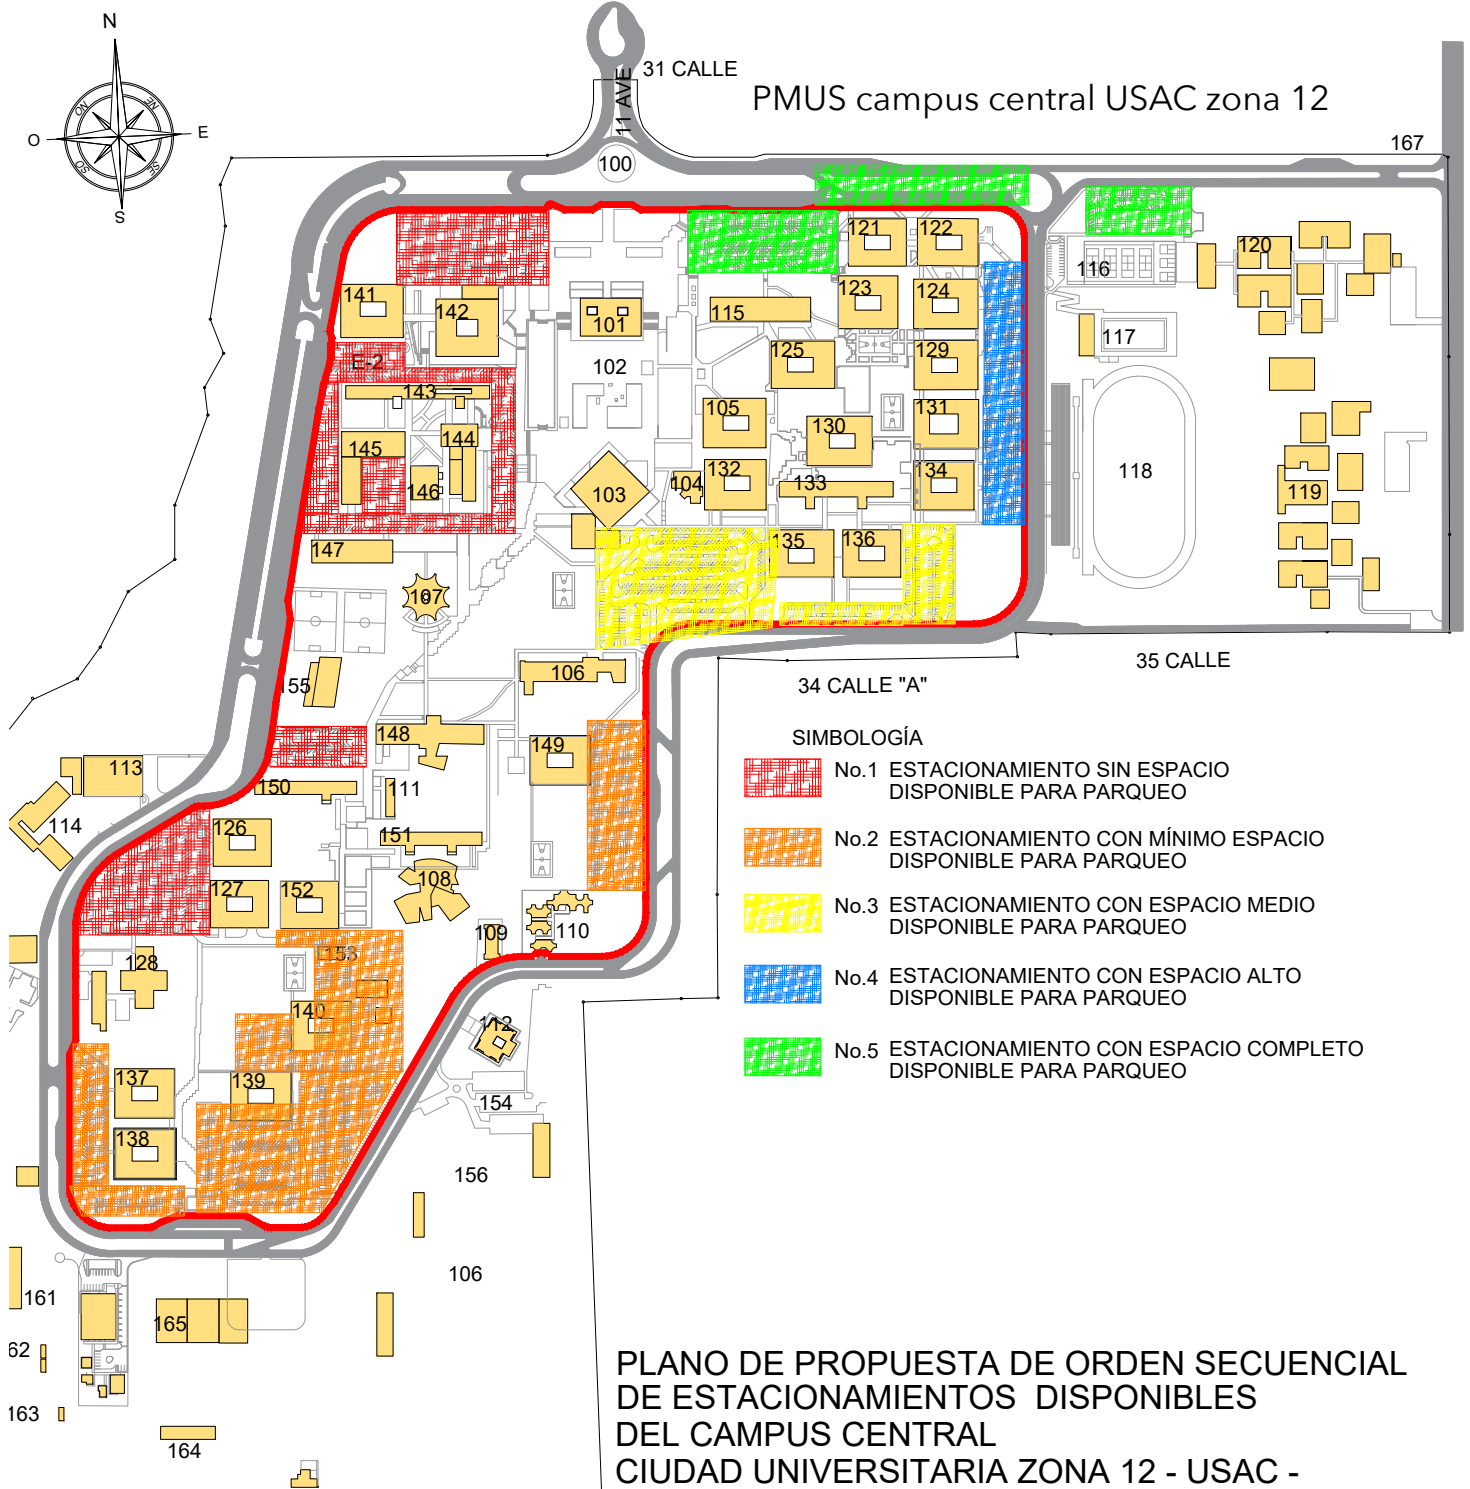 N
31 CALLE
11 AVE
PMUS campus central USAC zona 12
NO
NE
O
E
SO
SE
S
100
167
121
122
120
116
141
142
123
124
101
115
117
E-2
102
125
129
143
105
131
130
145
144
132
134
118
146
104
133
103
119
147
135
136
107
35 CALLE
106
34 CALLE "A"
155
148
149
SIMBOLOGÍA
113
No.1 ESTACIONAMIENTO SIN ESPACIO
DISPONIBLE PARA PARQUEO
150
111
114
126
151
No.2 ESTACIONAMIENTO CON MÍNIMO ESPACIO
DISPONIBLE PARA PARQUEO
108
127
152
No.3 ESTACIONAMIENTO CON ESPACIO MEDIO
DISPONIBLE PARA PARQUEO
109
110
153
128
No.4 ESTACIONAMIENTO CON ESPACIO ALTO
DISPONIBLE PARA PARQUEO
140
112
No.5 ESTACIONAMIENTO CON ESPACIO COMPLETO
DISPONIBLE PARA PARQUEO
137
139
154
138
156
106
161
165
62
163
164
PLANO DE PROPUESTA DE ORDEN SECUENCIAL
DE ESTACIONAMIENTOS DISPONIBLES
DEL CAMPUS CENTRAL
CIUDAD UNIVERSITARIA ZONA 12 - USAC -